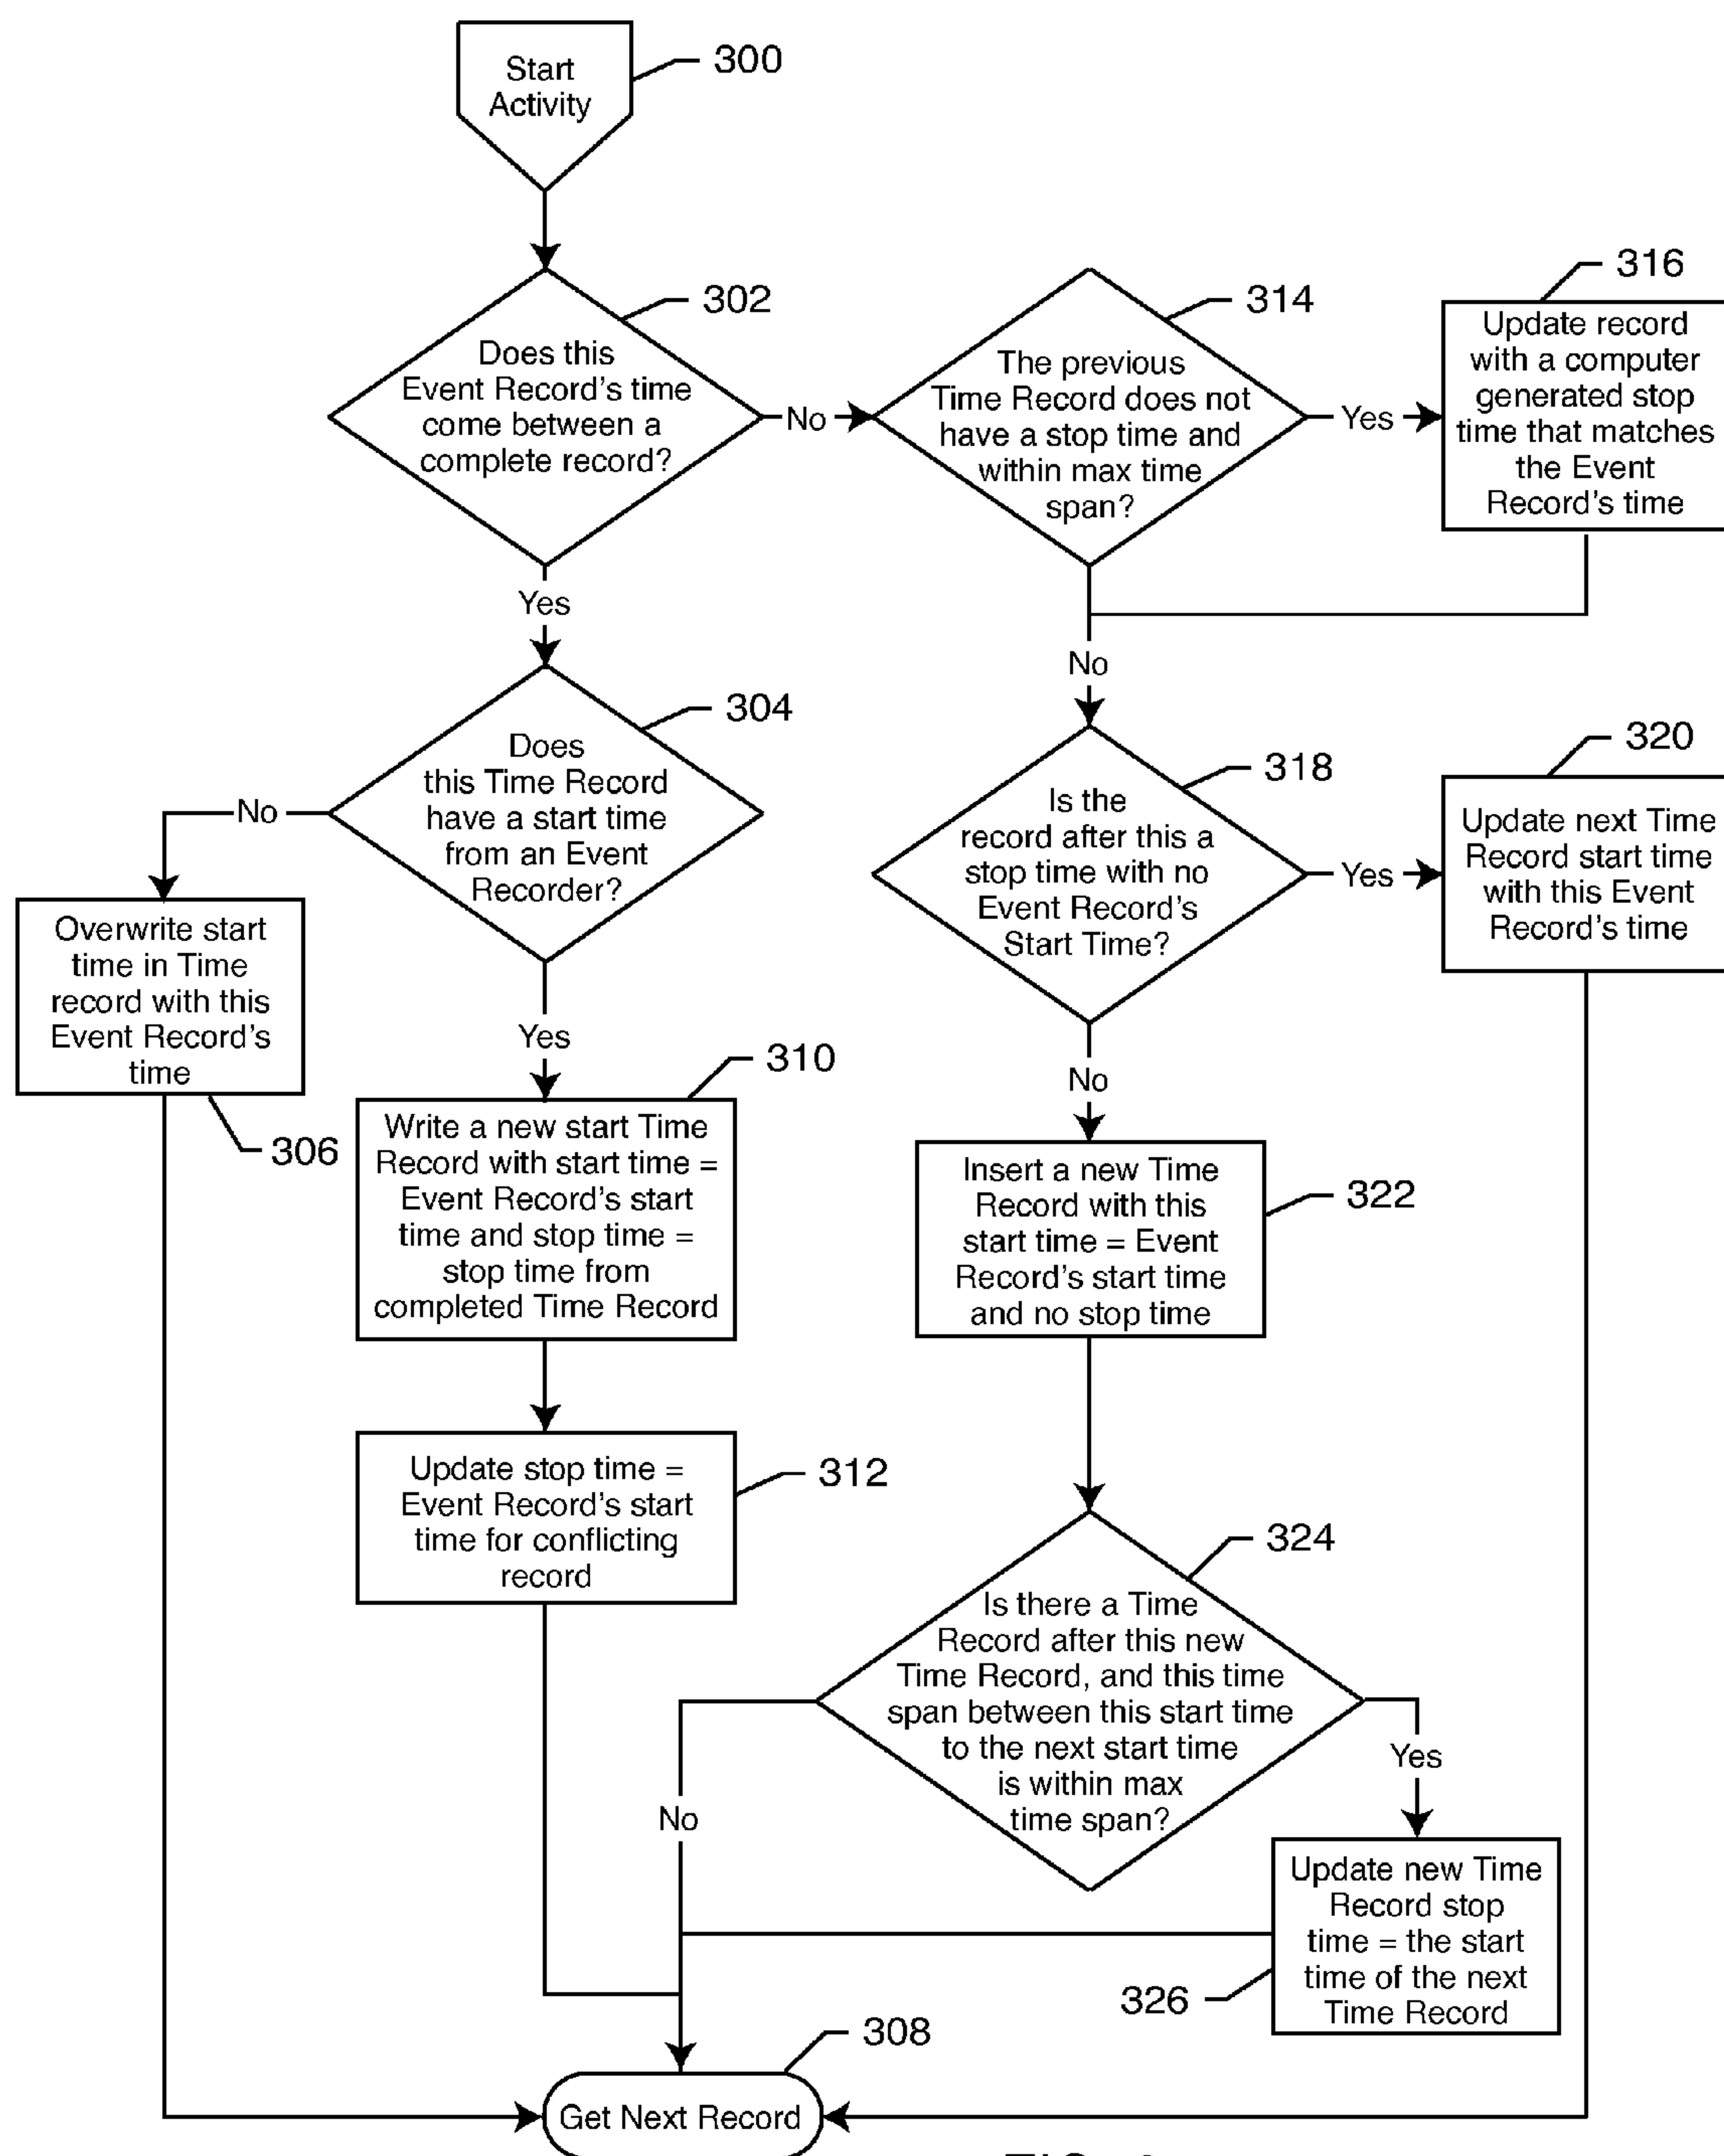 Start
Activity
300
302
Does this
Event Record's time
come between a
complete record?
No
314
The previous
Time Record does not
have a stop time and
within max time
span?
Yes
316
Update record
with a computer
generated stop
time that matches
the Event
Record's time
Yes
No
304
Does
this Time Record
have a start time
from an Event
Recorder?
No
318
Is the
record after this a
stop time with no
Event Record's
Start Time?
Yes
320
Update next Time
Record start time
with this Event
Record's time
Overwrite start
time in Time
record with this
Event Record's
time
306
Yes
310
Write a new start Time
Record with start time =
Event Record's start
time and stop time =
stop time from
completed Time Record
No
Insert a new Time
Record with this
start time = Event
Record's start time
and no stop time
322
Update stop time =
Event Record's start
time for conflicting
record
312
324
Is there a Time
Record after this new
Time Record, and this time
span between this start time
to the next start time
is within max
time span?
No
Yes
Update new Time
Record stop
time = the start
time of the next
Time Record
326
308
Get Next Record